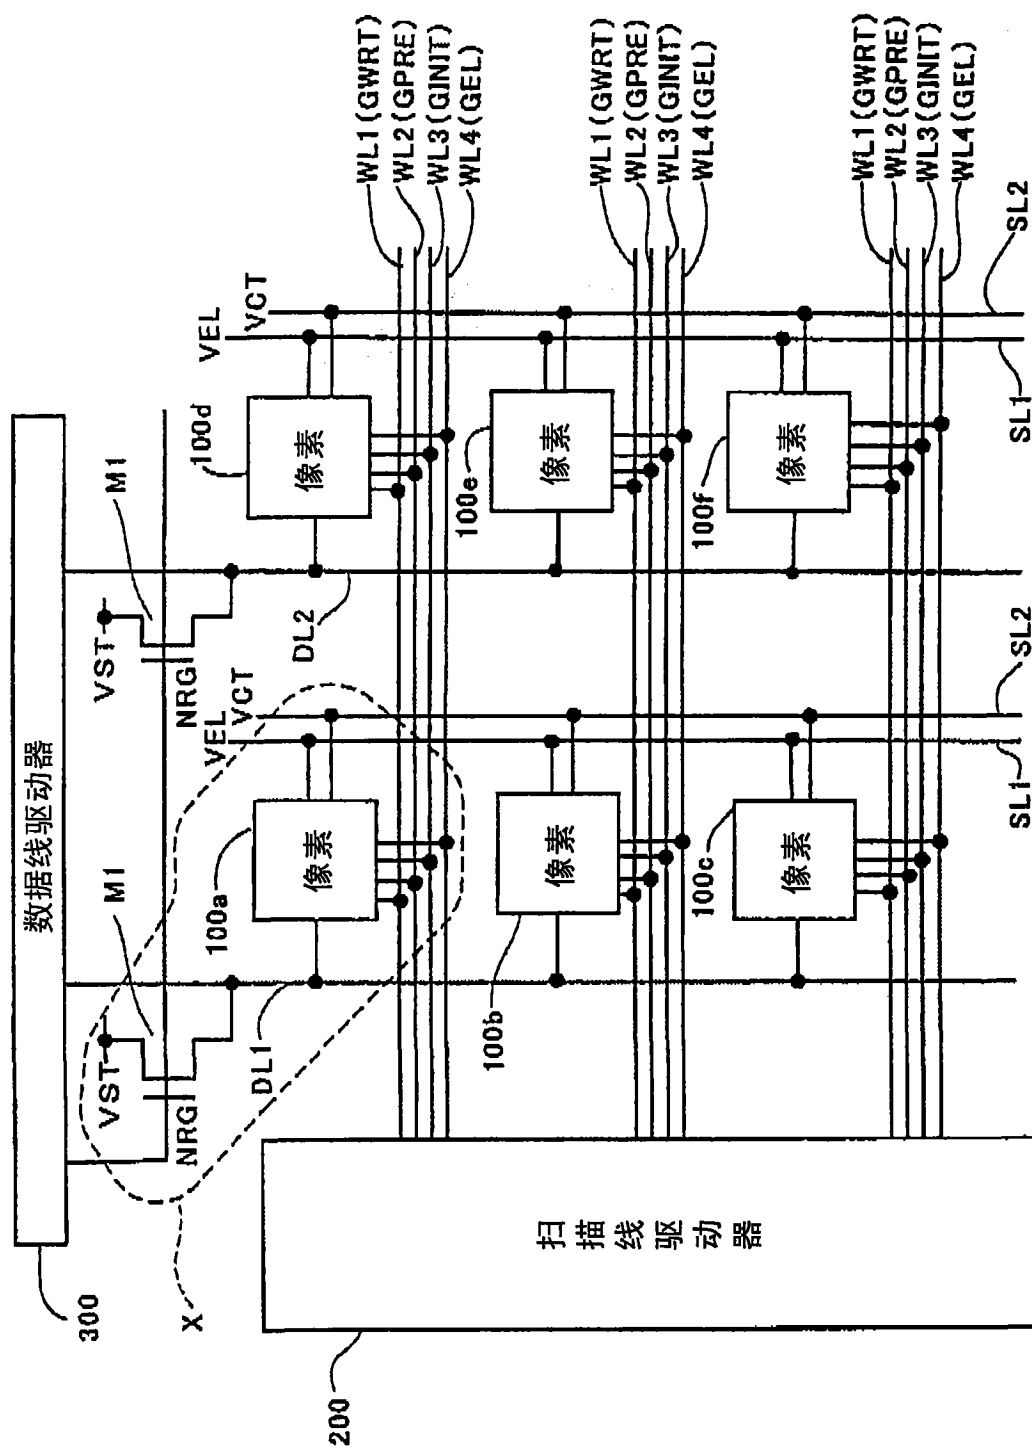 300
数据线驱动器
X
VST
M1
NRGI
VST
M1
NRGI
200
扫描线驱动器
DL1
100a
像素
VEL
VCT
DL2
100d
像素
VEL
VCT
WL1(GWRT)
WL2(GPRE)
WL3(GINIT)
WL4(GEL)
100b
像素
100e
像素
WL1(GWRT)
WL2(GPRE)
WL3(GINIT)
WL4(GEL)
100c
像素
100f
像素
WL1(GWRT)
WL2(GPRE)
WL3(GINIT)
WL4(GEL)
SL1
SL2
SL1
SL2